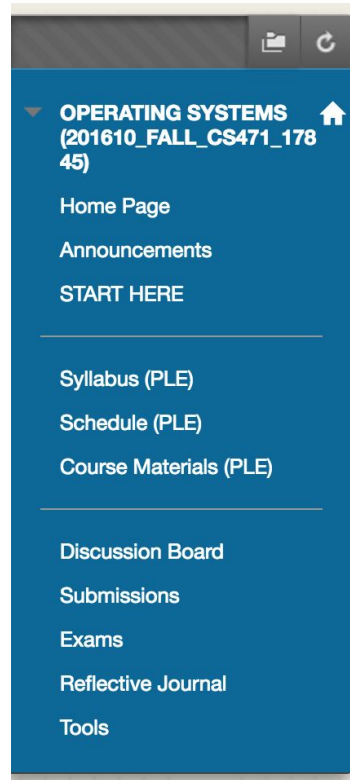 OPERATING SYSTEMS
(201610_FALL_CS471_178
45)
Home Page
Announcements
START HERE
Syllabus (PLE)
Schedule (PLE)
Course Materials (PLE)
Discussion Board
Submissions
Exams
Reflective Journal
Tools